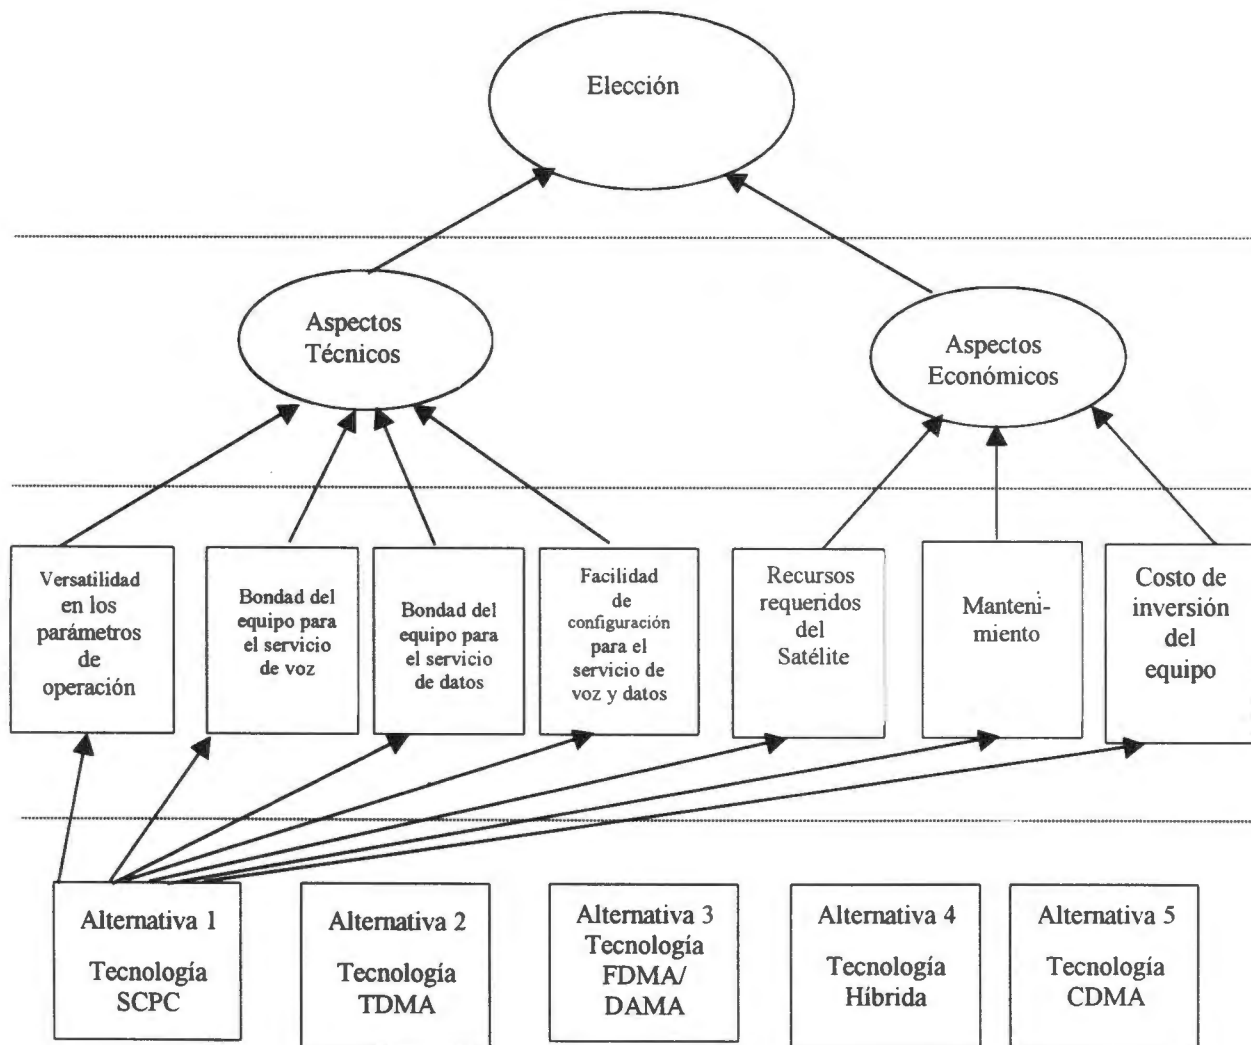 Elección
Aspectos
Técnicos
Aspectos
Económicos
Versatilidad
en los
parámetros
de
operación
Bondad del
equipo para
el servicio
de voz
Bondad del
equipo para
el servicio
de datos
Facilidad
de
configuración
para el
servicio de
voz y datos
Recursos
requeridos
del
Satélite
Manteni-
miento
Costo de
inversión
del
equipo
Alternativa 1
Tecnología
SCPC
Alternativa 2
Tecnología
TDMA
Alternativa 3
Tecnología
FDMA/
DAMA
Alternativa 4
Tecnología
Híbrida
Alternativa 5
Tecnología
CDMA